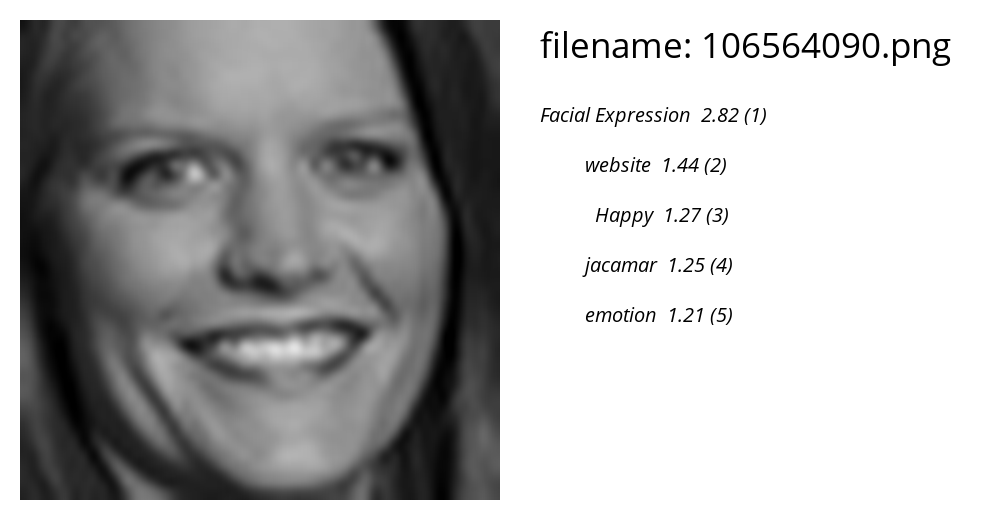 filename: 106564090.png
Facial Expression 2.82 (1)
website 1.44 (2)
Happy 1.27 (3)
jacamar 1.25 (4)
emotion 1.21 (5)